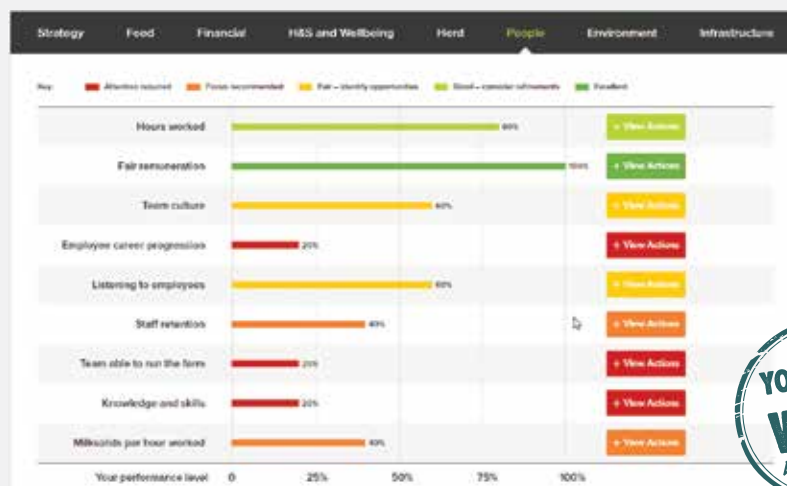 Strategy Feed Financial H&S and Wellbeing Herd People Environment Infrastructure
Key: Attention required Focus recommended Fair – identify opportunities Good – consider refinements Excellent
Hours worked 80% + View Actions
Fair remuneration 100% + View Actions
Team culture 60% + View Actions
Employee career progression 20% + View Actions
Listening to employees 60% + View Actions
Staff retention 40% + View Actions
Team able to run the farm 20% + View Actions
Knowledge and skills 20% + View Actions
Milksolids per hour worked 40% + View Actions
Your performance level 0 25% 50% 75% 100%
YO